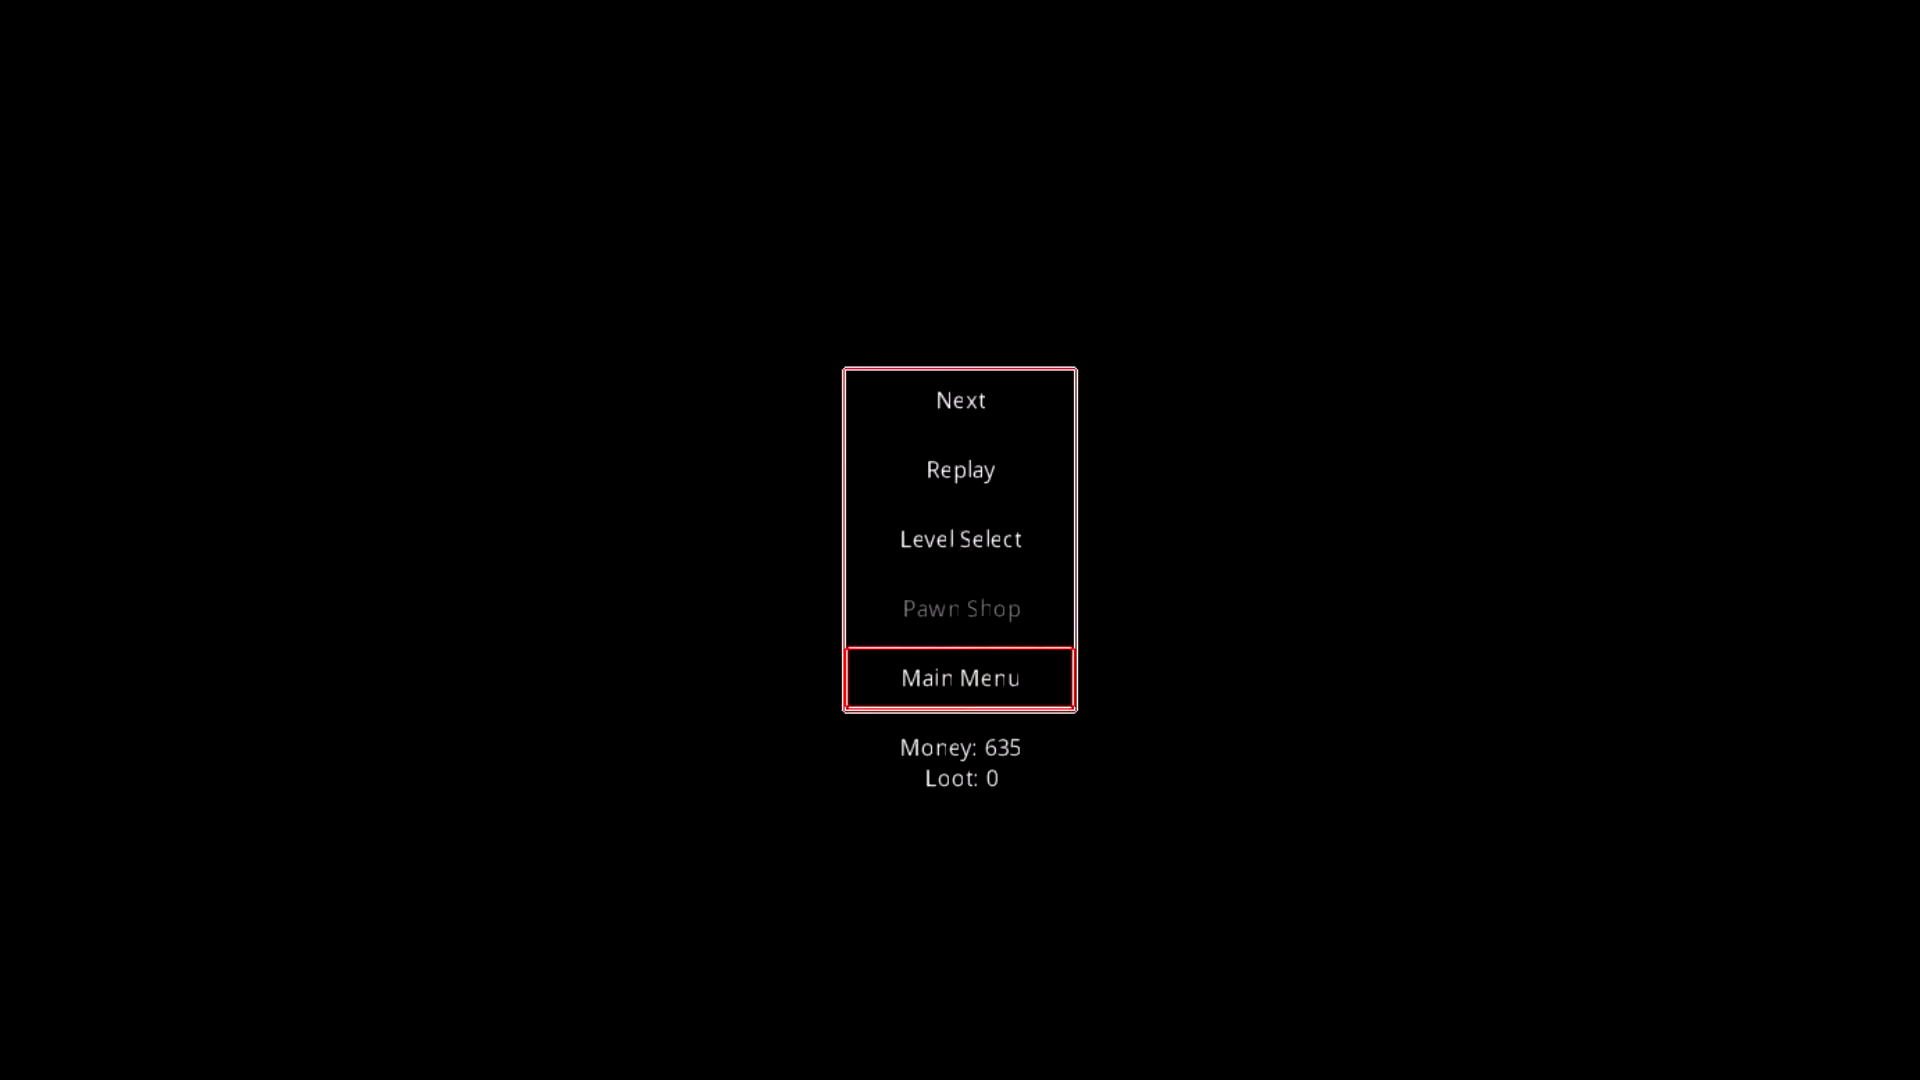 Next
Replay
Level Select
Pawn Shop
Main Menu
Money: 635
Loot: 0